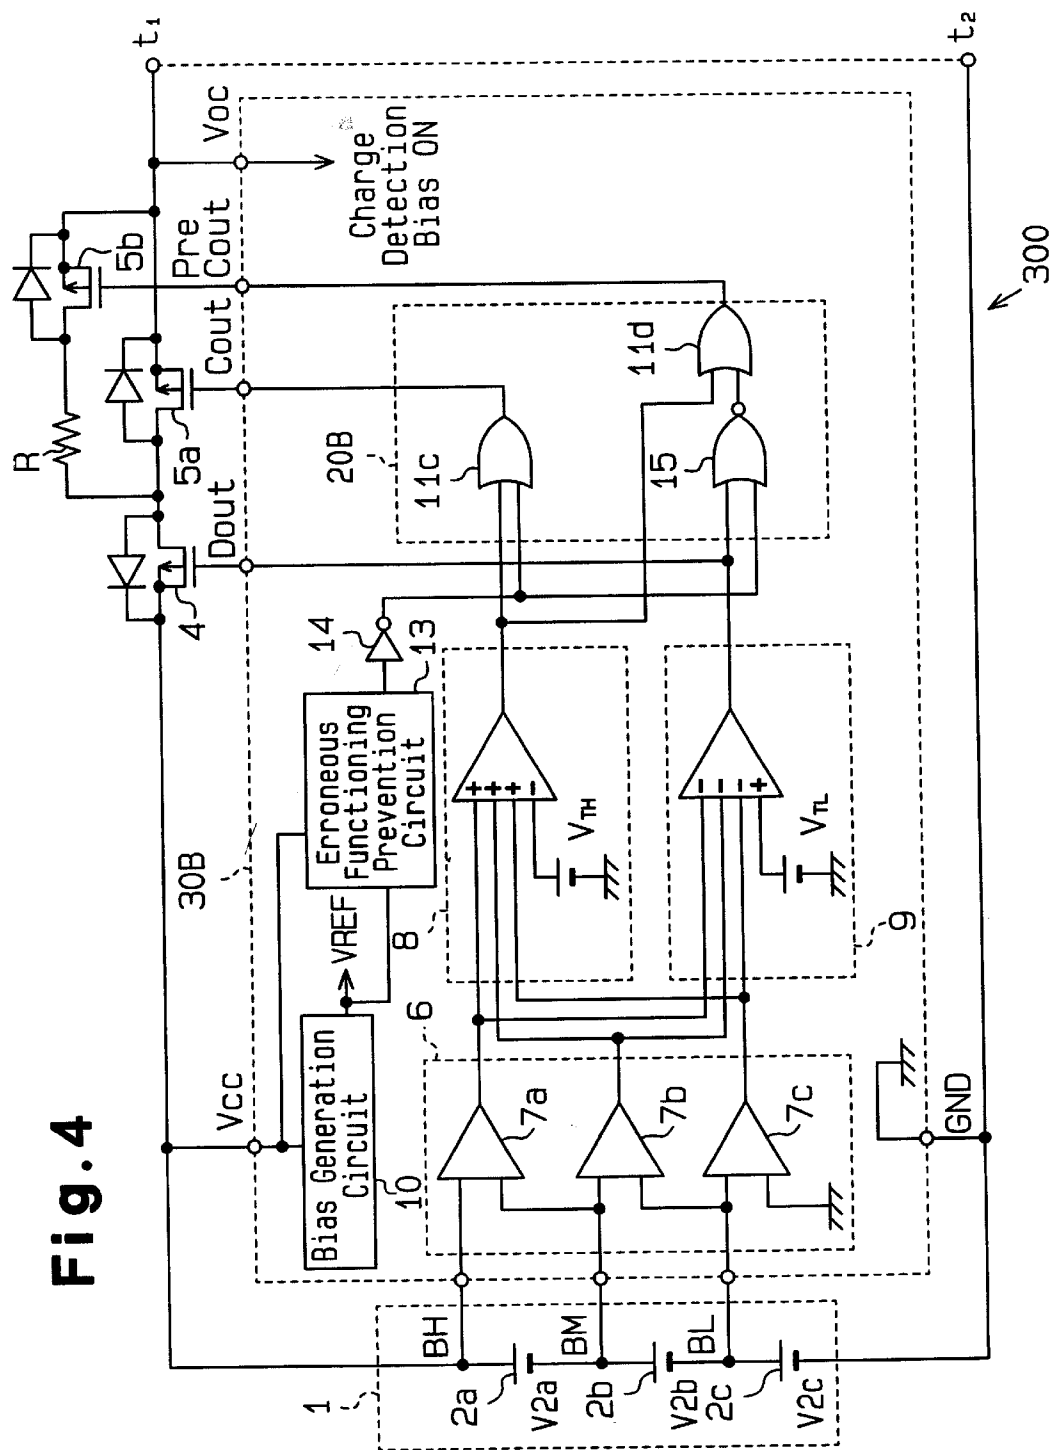 Fig.4
R
5b
5a
4
t1
Vcc
Dout
Cout
Pre
Cout
Voc
30B
Bias Generation
Circuit
10
VREF
Erroneous
Functioning
Prevention
Circuit
14
13
Charge
Detection
Bias ON
1
BH
2a
V2a
BM
2b
V2b
BL
2c
V2c
6
7a
7b
7c
8
+
+
+
−
VTH
9
−
−
−
+
VTL
20B
11c
11d
15
GND
t2
300